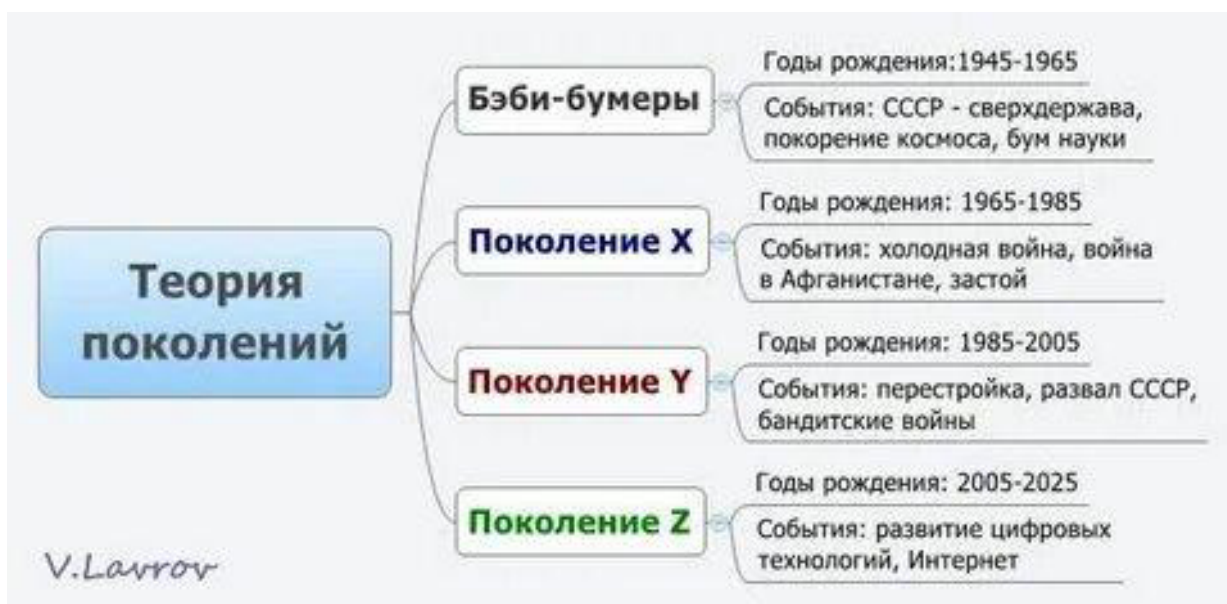 Теория
поколений
Бэби-бумеры
Годы рождения:1945-1965
События: СССР - сверхдержава,
покорение космоса, бум науки
Поколение X
Годы рождения: 1965-1985
События: холодная война, война
в Афганистане, застой
Поколение Y
Годы рождения: 1985-2005
События: перестройка, развал СССР,
бандитские войны
Поколение Z
Годы рождения: 2005-2025
События: развитие цифровых
технологий, Интернет
V.Lavrov